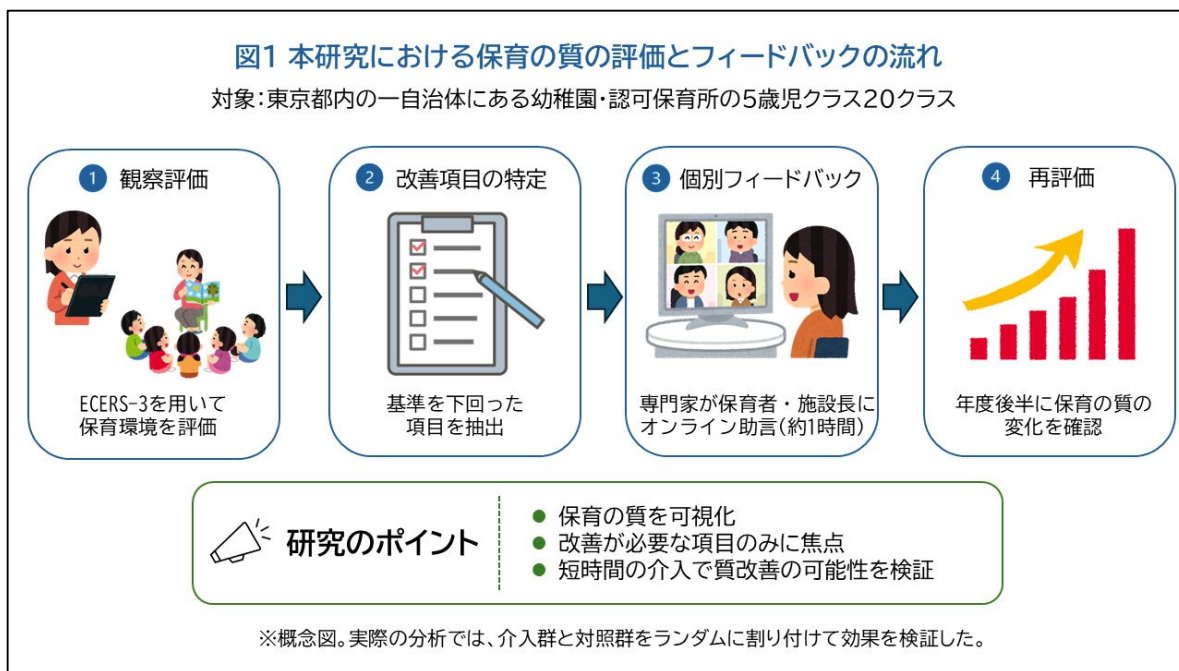 図1 本研究における保育の質の評価とフィードバックの流れ
対象：東京都内の一自治体にある幼稚園・認可保育所の5歳児クラス20クラス
1 観察評価
ECERS-3を用いて
保育環境を評価
2 改善項目の特定
基準を下回った
項目を抽出
3 個別フィードバック
専門家が保育者・施設長に
オンライン助言（約1時間）
4 再評価
年度後半に保育の質の
変化を確認
研究のポイント
● 保育の質を可視化
● 改善が必要な項目のみに焦点
● 短時間の介入で質改善の可能性を検証
※概念図。実際の分析では、介入群と対照群をランダムに割り付けて効果を検証した。